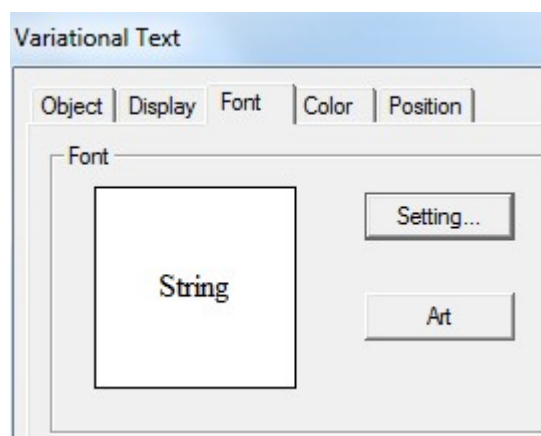 Variational Text
Object Display Font Color Position
Font
Setting...
String
Art